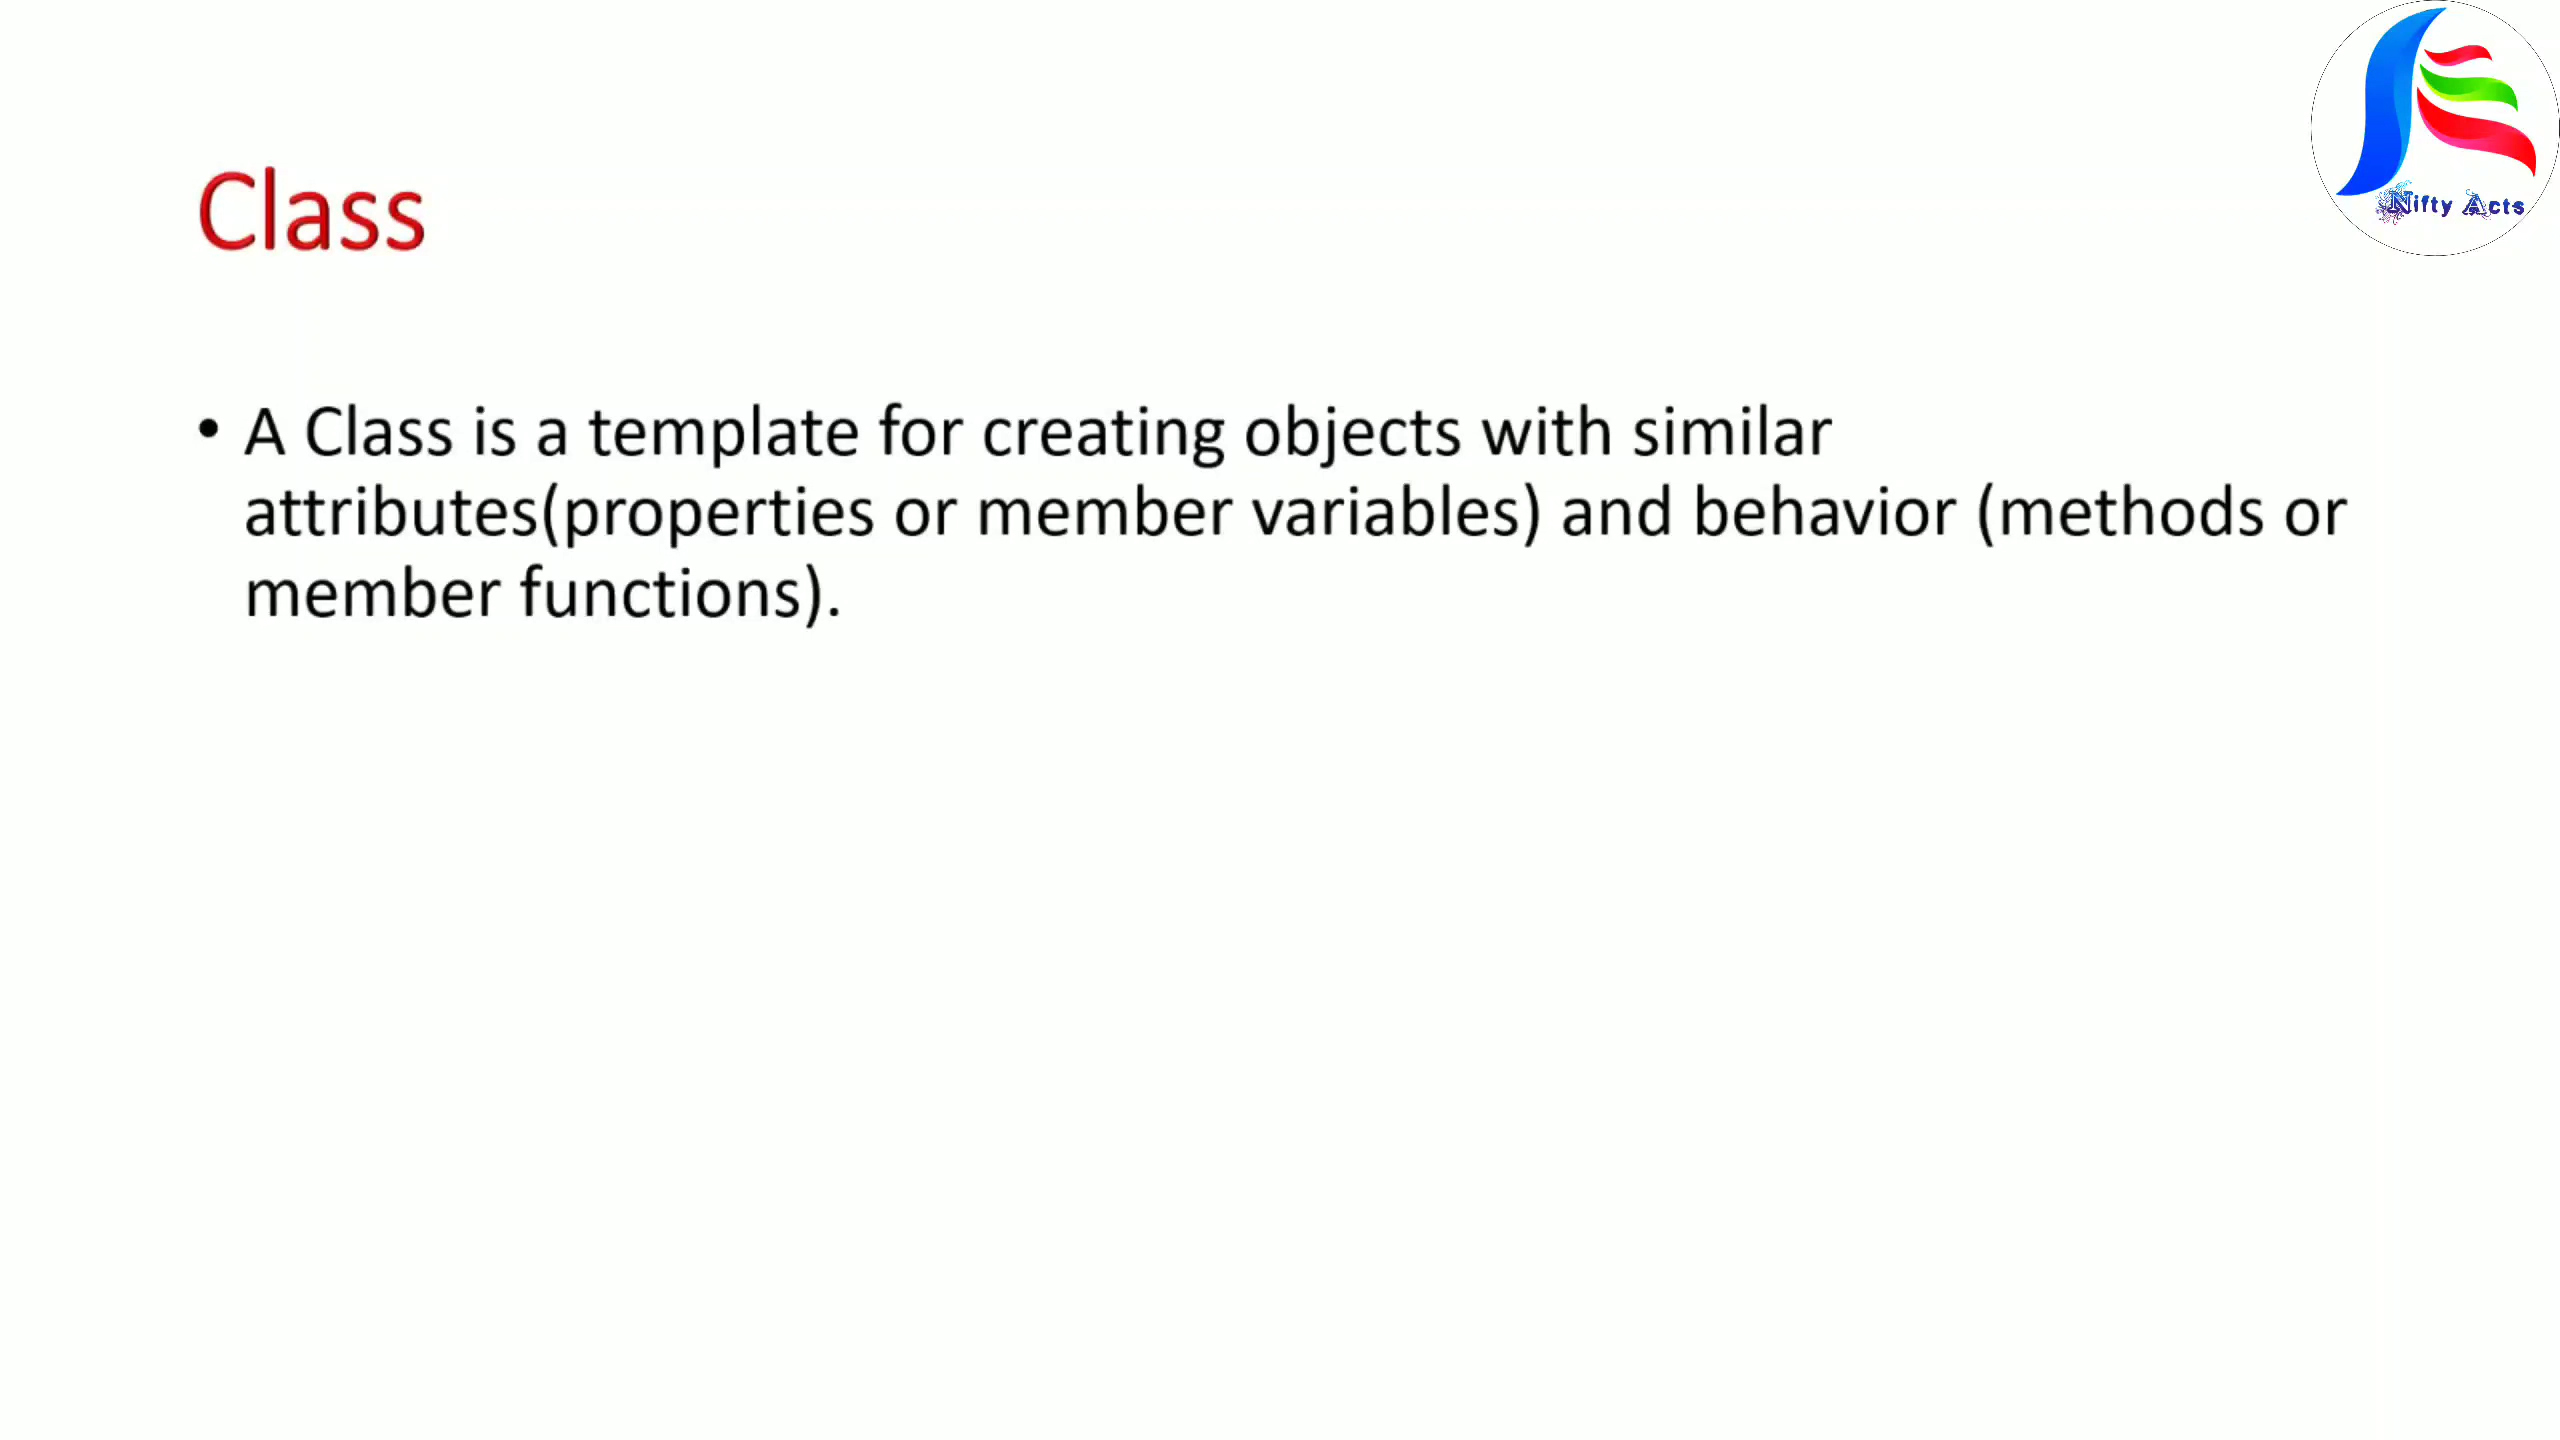 Nifty Acts
Class
• A Class is a template for creating objects with similar
attributes(properties or member variables) and behavior (methods or
member functions).